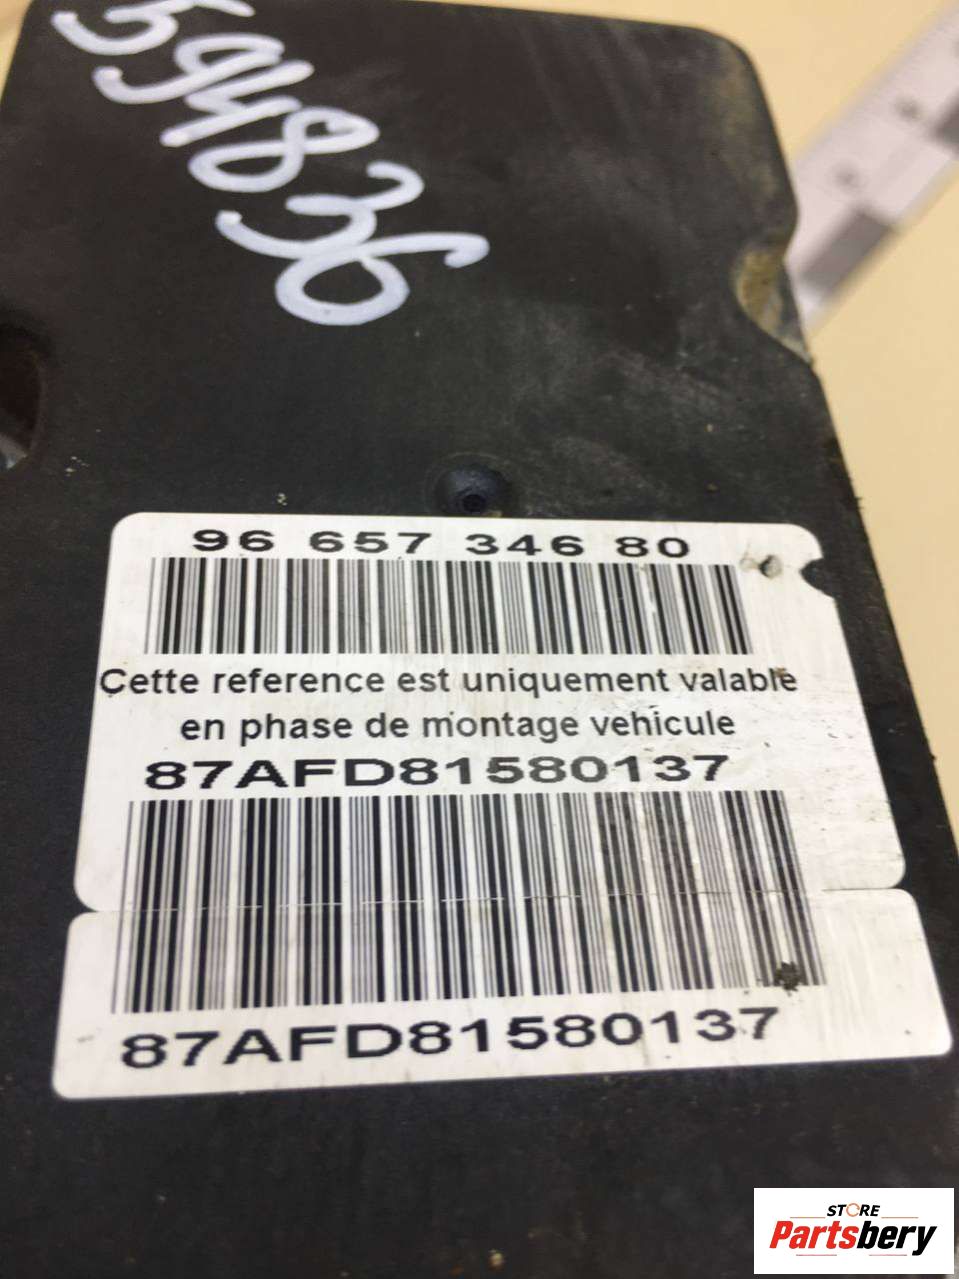 594836
96 657 346 80
Cette reference est uniquement valable
en phase de montage vehicule
87AFD81580137
87AFD81580137
STORE
Partsbery